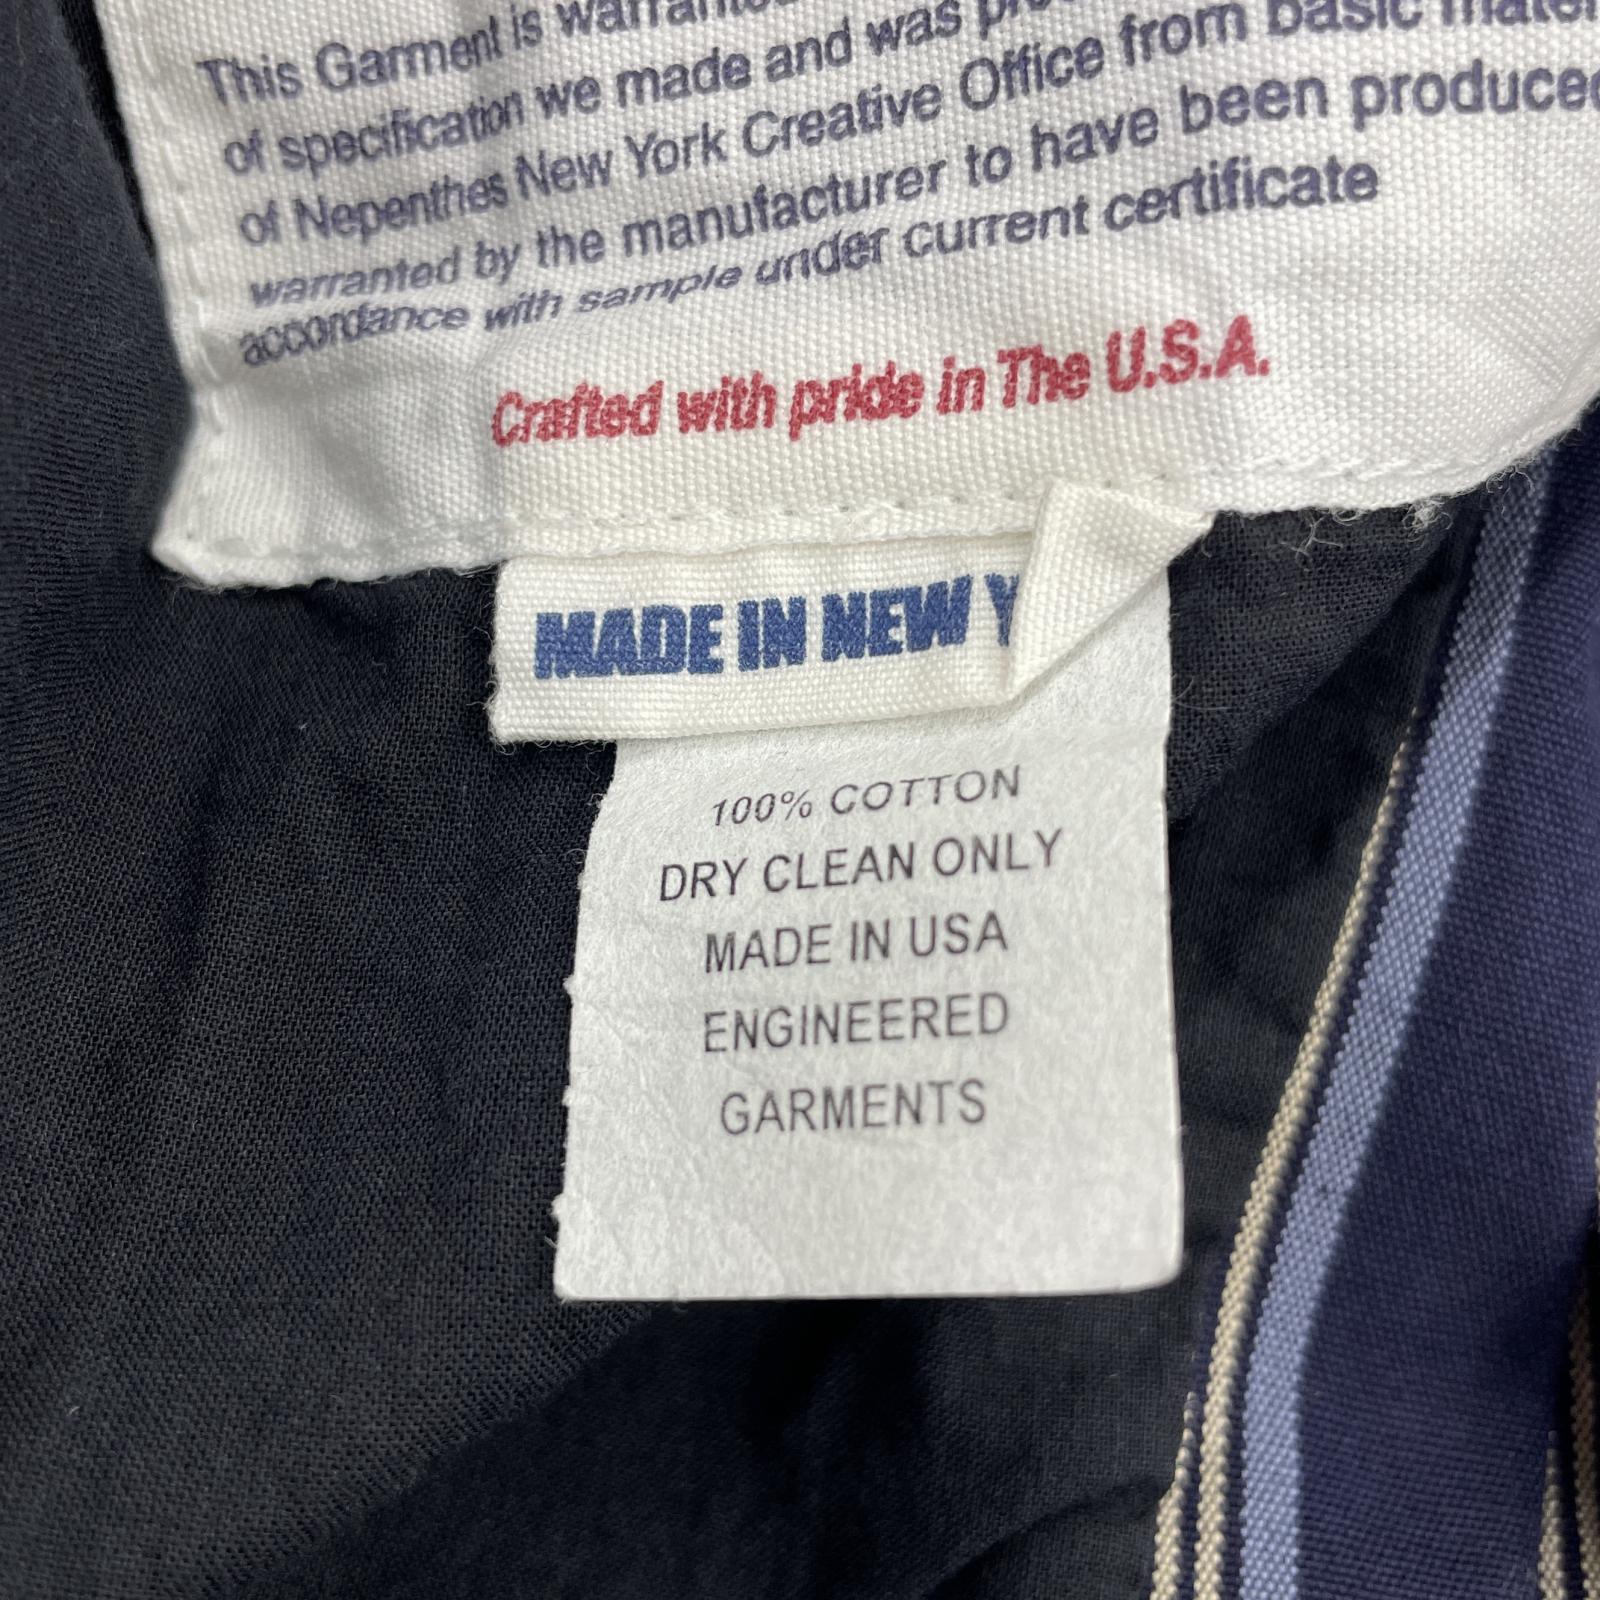 This Garment is
of specification we made and was
of Nepenthes New York Creative Office from basic
warranted by the manufacturer to have been produced
accordance with sample under current certificate
Crafted with pride in The U.S.A.
MADE IN NEW Y
100% COTTON
DRY CLEAN ONLY
MADE IN USA
ENGINEERED
GARMENTS